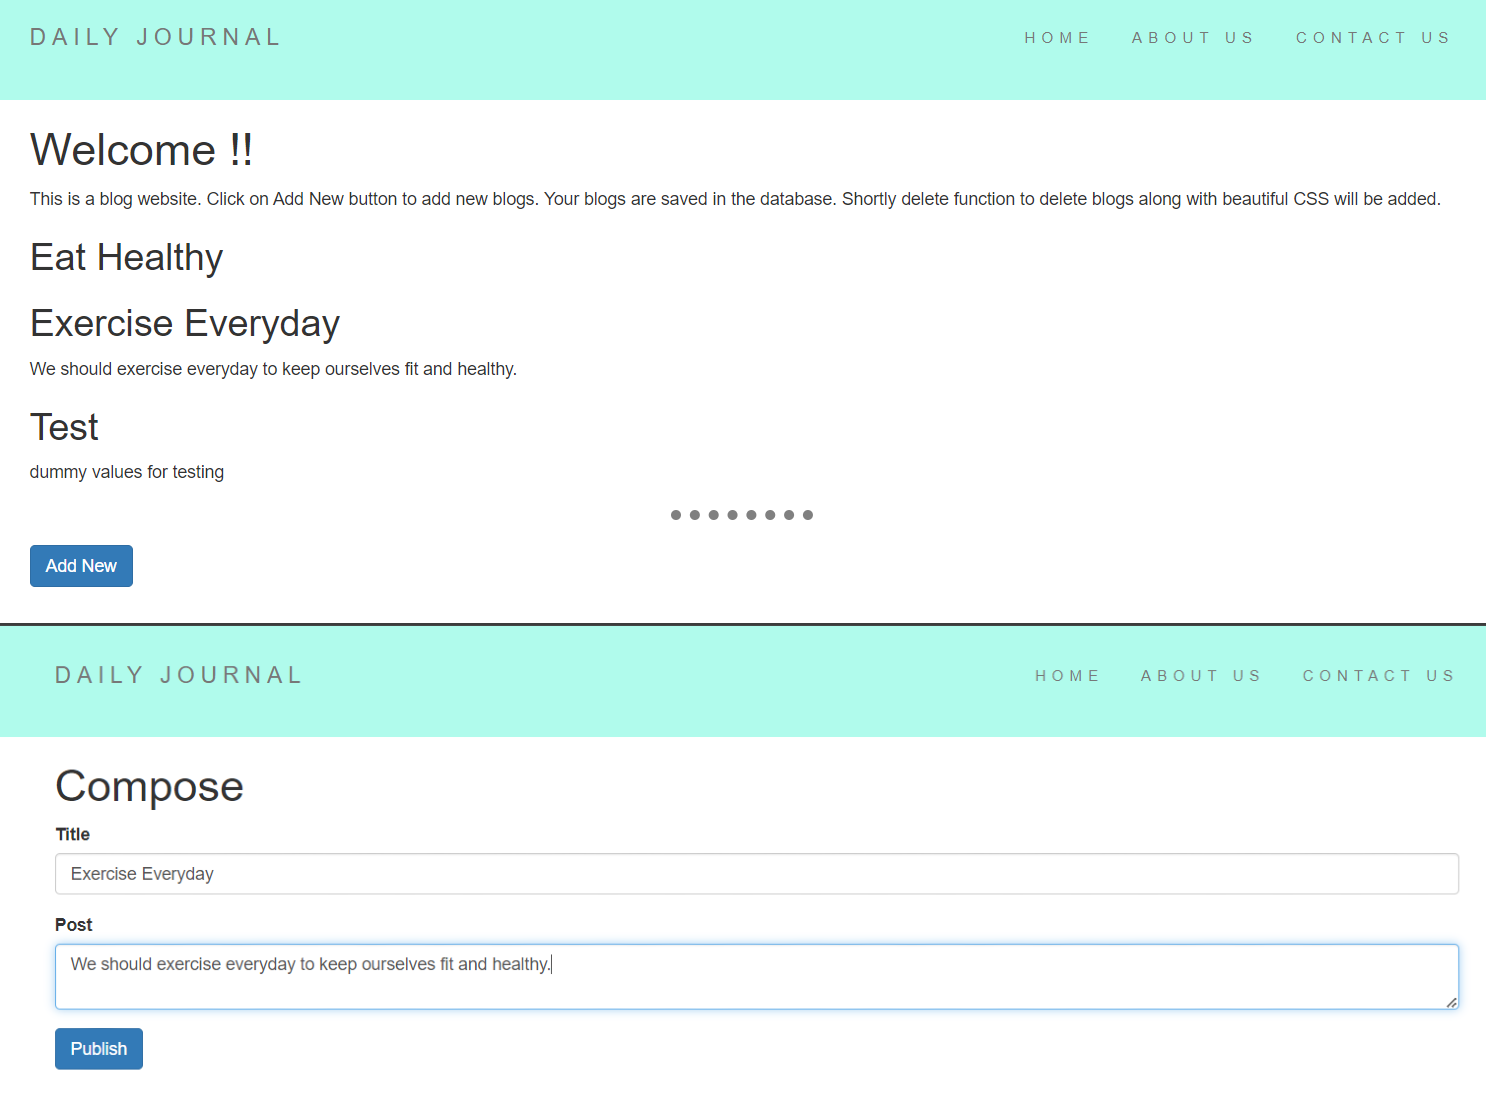 DAILY JOURNAL
HOME ABOUT US CONTACT US
Welcome !!
This is a blog website. Click on Add New button to add new blogs. Your blogs are saved in the database. Shortly delete function to delete blogs along with beautiful CSS will be added.
Eat Healthy
Exercise Everyday
We should exercise everyday to keep ourselves fit and healthy.
Test
dummy values for testing
Add New
DAILY JOURNAL
HOME ABOUT US CONTACT US
Compose
Title
Exercise Everyday
Post
We should exercise everyday to keep ourselves fit and healthy.
Publish